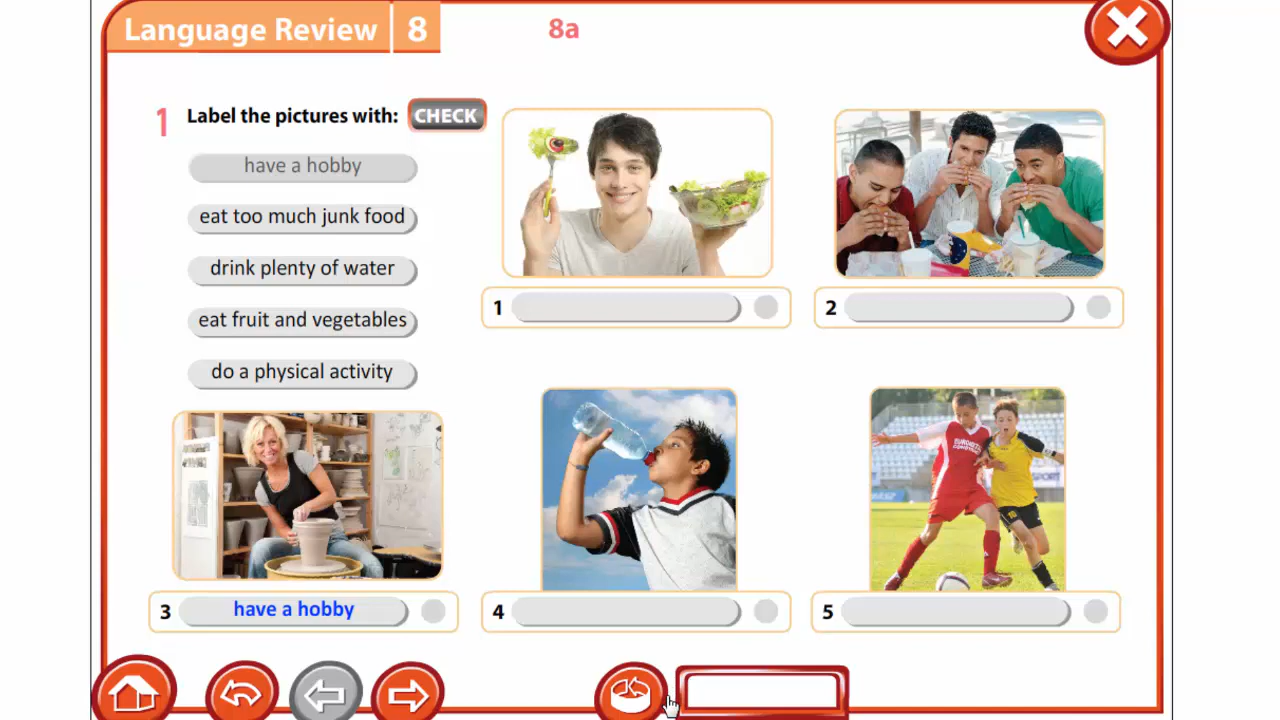 Language Review 8
8a
1 Label the pictures with: CHECK
have a hobby
eat too much junk food
drink plenty of water
eat fruit and vegetables
do a physical activity
1
2
3 have a hobby
4
5